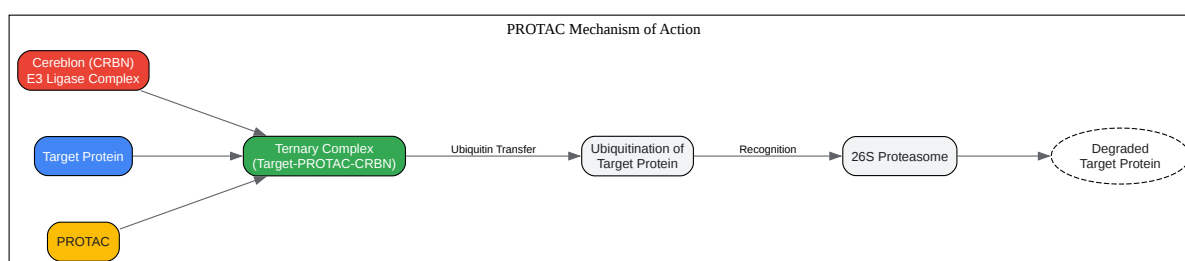 PROTAC Mechanism of Action
Cereblon (CRBN)
E3 Ligase Complex
Target Protein
PROTAC
Ternary Complex
(Target-PROTAC-CRBN)
Ubiquitin Transfer
Ubiquitination of
Target Protein
Recognition
26S Proteasome
Degraded
Target Protein